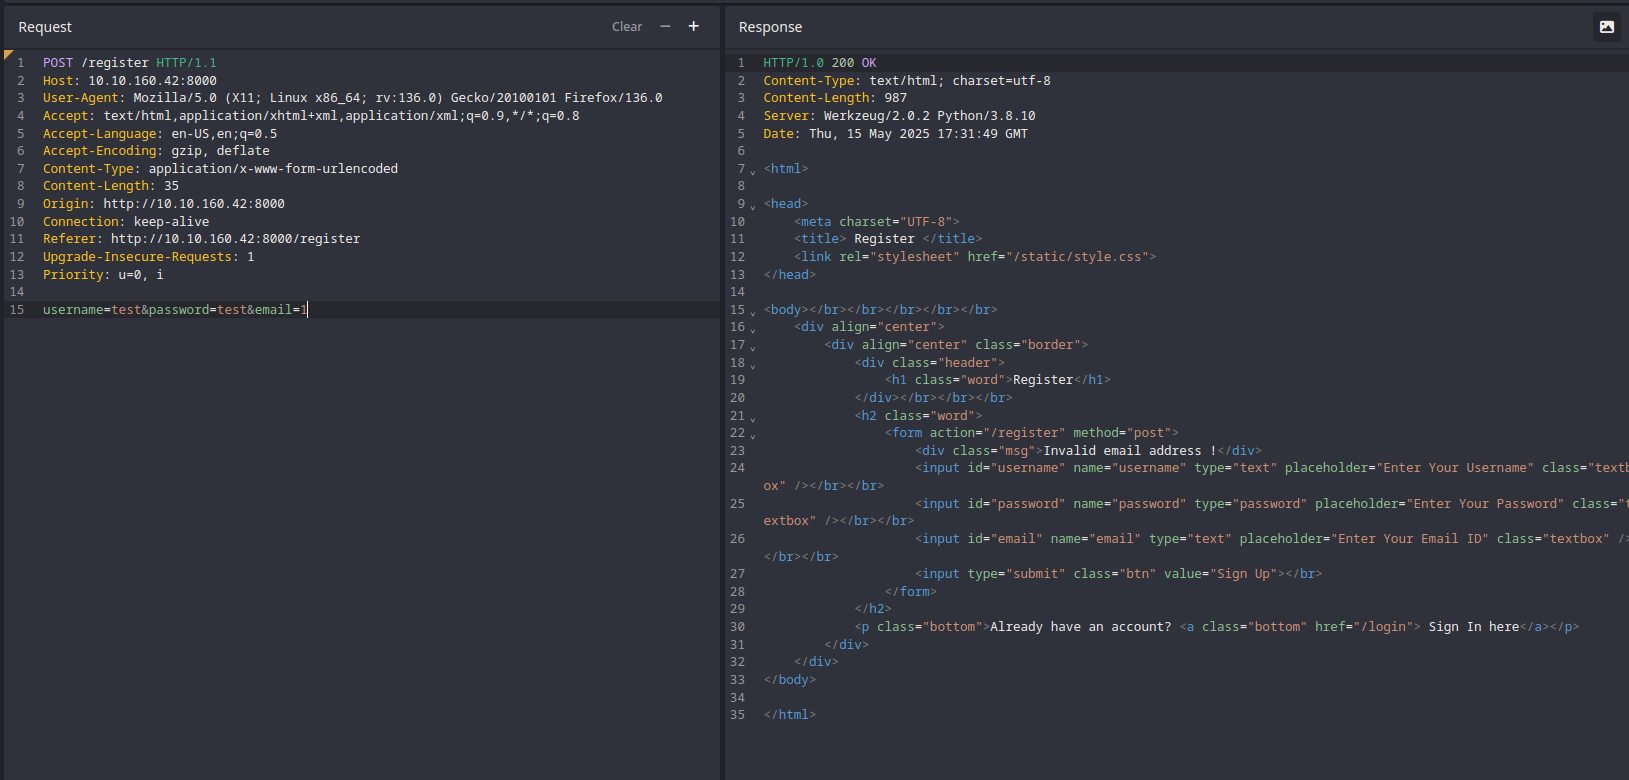 Request
Clear
1 POST /register HTTP/1.1
2 Host: 10.10.160.42:8000
3 User-Agent: Mozilla/5.0 (X11; Linux x86_64; rv:136.0) Gecko/20100101 Firefox/136.0
4 Accept: text/html,application/xhtml+xml,application/xml;q=0.9,*/*;q=0.8
5 Accept-Language: en-US,en;q=0.5
6 Accept-Encoding: gzip, deflate
7 Content-Type: application/x-www-form-urlencoded
8 Content-Length: 35
9 Origin: http://10.10.160.42:8000
10 Connection: keep-alive
11 Referer: http://10.10.160.42:8000/register
12 Upgrade-Insecure-Requests: 1
13 Priority: u=0, i
14
15 username=test&password=test&email=1
Response
1 HTTP/1.0 200 OK
2 Content-Type: text/html; charset=utf-8
3 Content-Length: 987
4 Server: Werkzeug/2.0.2 Python/3.8.10
5 Date: Thu, 15 May 2025 17:31:49 GMT
6
7 <html>
8
9 <head>
10 <meta charset="UTF-8">
11 <title> Register </title>
12 <link rel="stylesheet" href="/static/style.css">
13 </head>
14
15 <body></br></br></br></br></br>
16 <div align="center">
17 <div align="center" class="border">
18 <div class="header">
19 <h1 class="word">Register</h1>
20 </div></br></br></br>
21 <h2 class="word">
22 <form action="/register" method="post">
23 <div class="msg">Invalid email address !</div>
24 <input id="username" name="username" type="text" placeholder="Enter Your Username" class="textb
ox" /></br></br>
25 <input id="password" name="password" type="password" placeholder="Enter Your Password" class="t
extbox" /></br></br>
26 <input id="email" name="email" type="text" placeholder="Enter Your Email ID" class="textbox" />
</br></br>
27 <input type="submit" class="btn" value="Sign Up"></br>
28 </form>
29 </h2>
30 <p class="bottom">Already have an account? <a class="bottom" href="/login"> Sign In here</a></p>
31 </div>
32 </div>
33 </body>
34
35 </html>